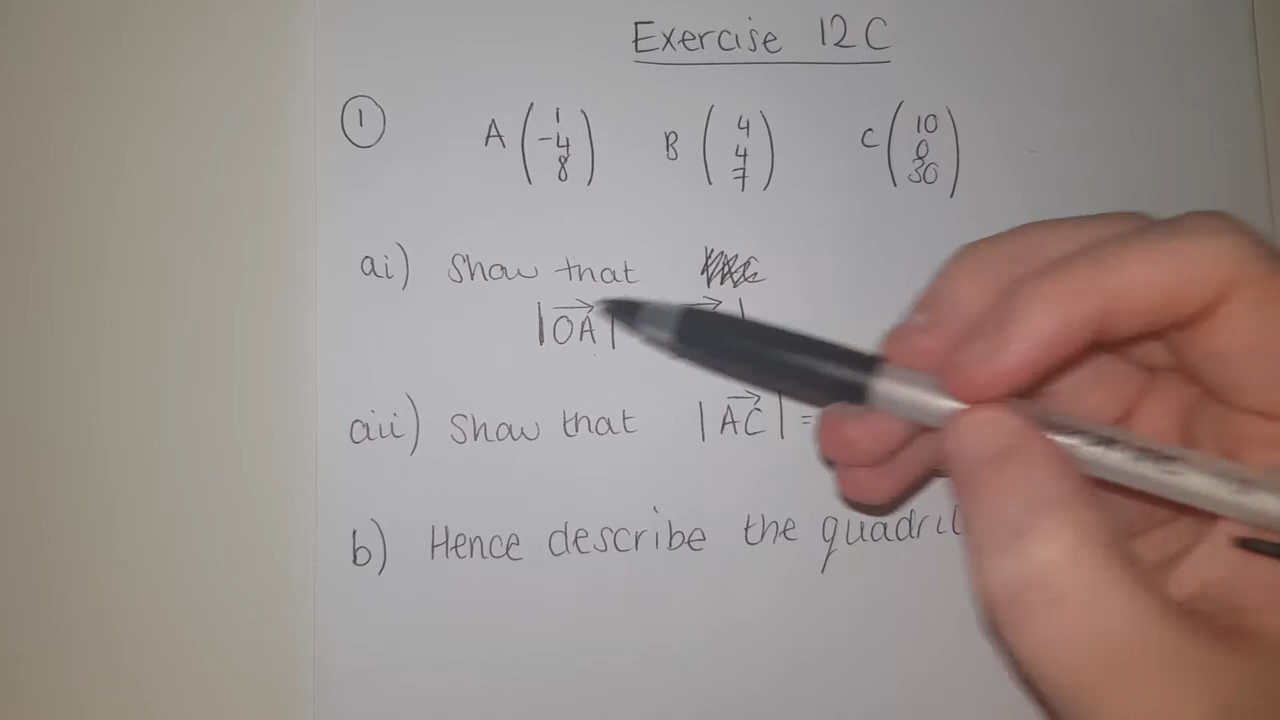 Exercise 12C
① A (1 -4 8) B (4 4 7) C (10 0 30)
ai) Show that
|OA|
aii) Show that |AC| =
b) Hence describe the quadril